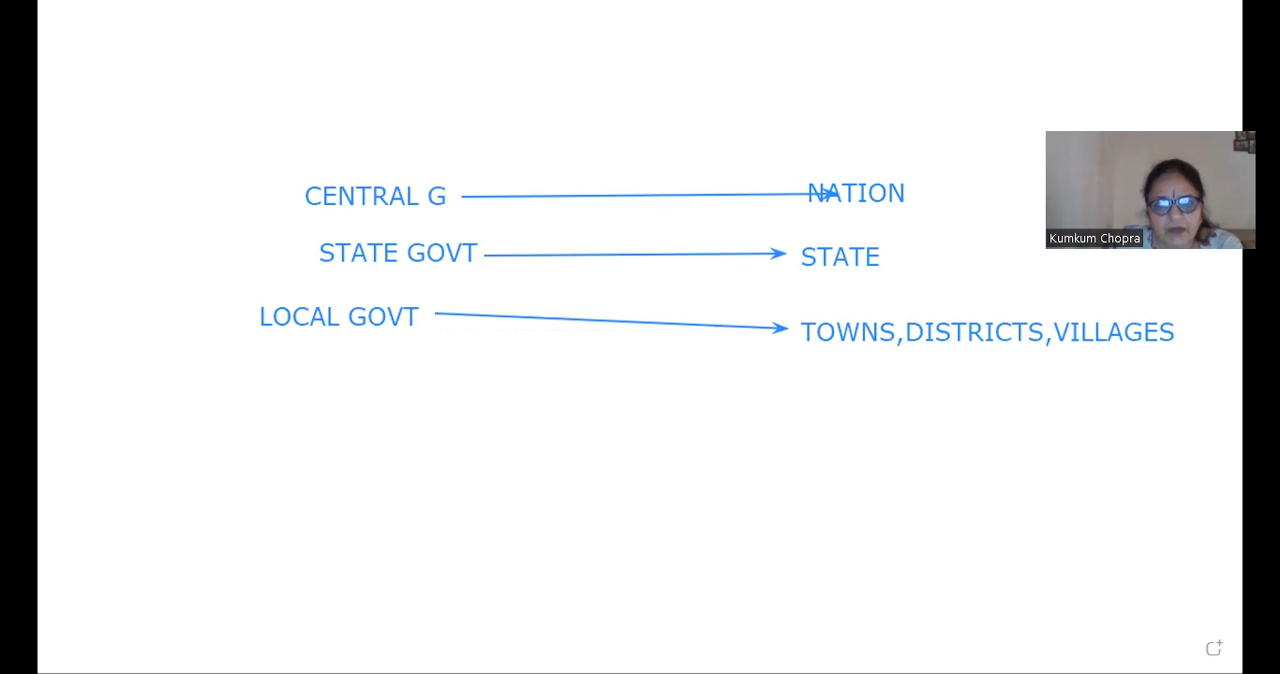 CENTRAL G NATION
STATE GOVT STATE
LOCAL GOVT TOWNS,DISTRICTS,VILLAGES
Kumkum Chopra